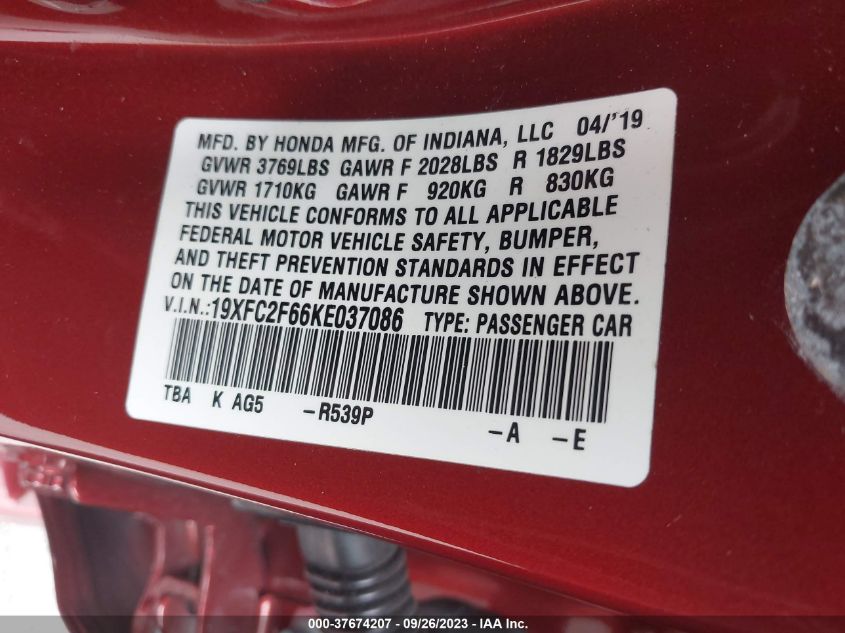 MFD. BY HONDA MFG. OF INDIANA, LLC 04/'19
GVWR 3769LBS GAWR F 2028LBS R 1829LBS
GVWR 1710KG GAWR F 920KG R 830KG
THIS VEHICLE CONFORMS TO ALL APPLICABLE
FEDERAL MOTOR VEHICLE SAFETY, BUMPER,
AND THEFT PREVENTION STANDARDS IN EFFECT
ON THE DATE OF MANUFACTURE SHOWN ABOVE.
V.I.N.:19XFC2F66KE037086 TYPE: PASSENGER CAR
TBA K AG5 -R539P -A -E
000-37674207 - 09/26/2023 - IAA Inc.